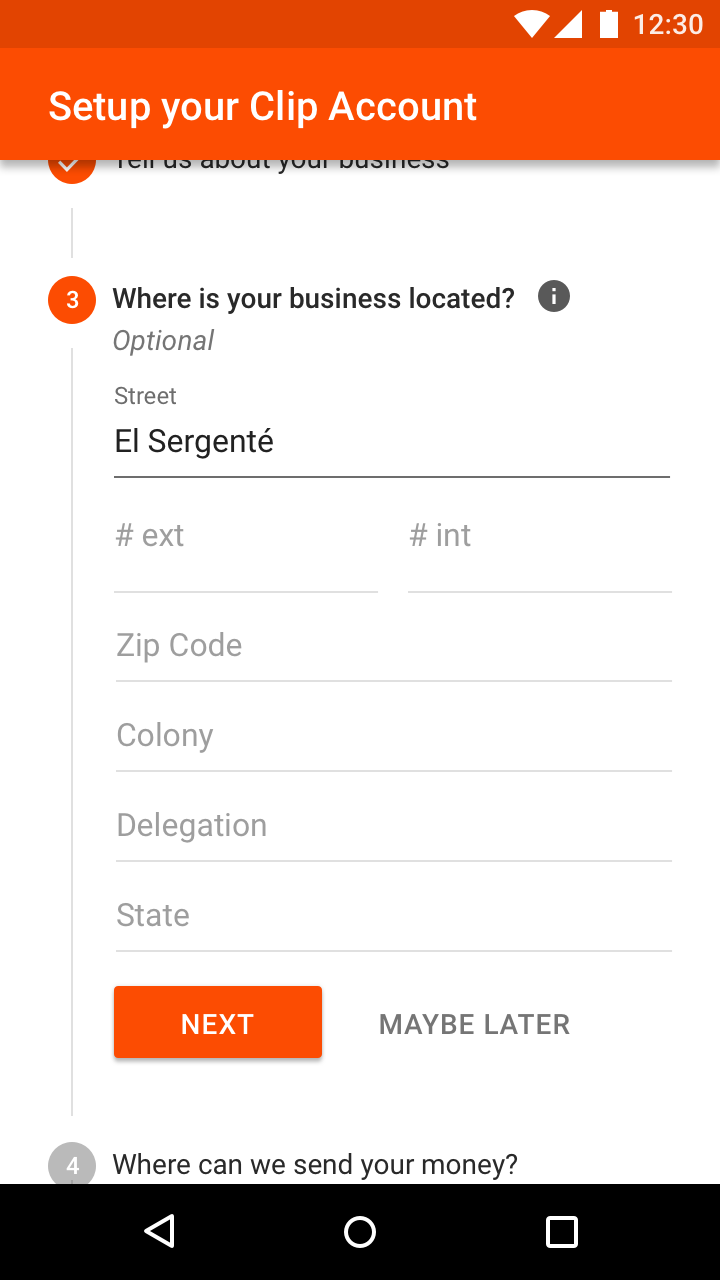 12:30
Setup your Clip Account
Tell us about your business
3 Where is your business located? i
Optional
Street
El Sergenté
# ext # int
Zip Code
Colony
Delegation
State
NEXT MAYBE LATER
4 Where can we send your money?